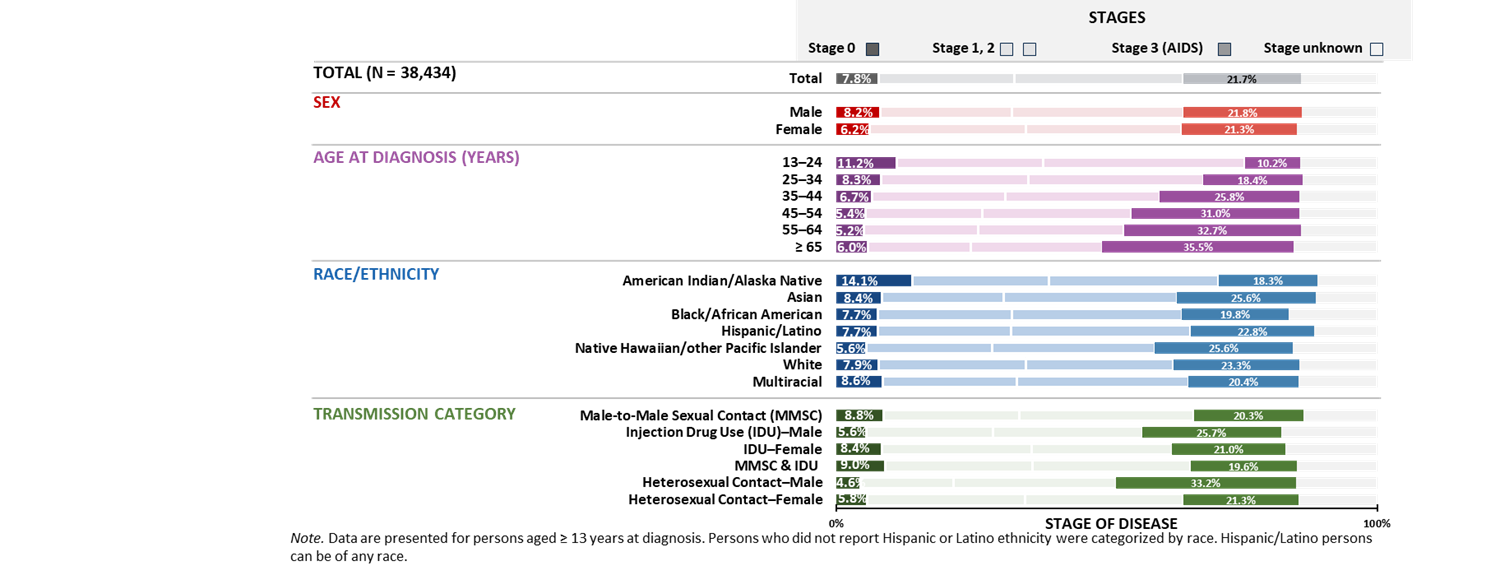 STAGES
Stage 0 Stage 1, 2 Stage 3 (AIDS) Stage unknown
TOTAL (N = 38,434)
Total 7.8% 21.7%
SEX
Male 8.2% 21.8%
Female 6.2% 21.3%
AGE AT DIAGNOSIS (YEARS)
13–24 11.2% 10.2%
25–34 8.3% 18.4%
35–44 6.7% 25.8%
45–54 5.4% 31.0%
55–64 5.2% 32.7%
≥ 65 6.0% 35.5%
RACE/ETHNICITY
American Indian/Alaska Native 14.1% 18.3%
Asian 8.4% 25.6%
Black/African American 7.7% 19.8%
Hispanic/Latino 7.7% 22.8%
Native Hawaiian/other Pacific Islander 5.6% 25.6%
White 7.9% 23.3%
Multiracial 8.6% 20.4%
TRANSMISSION CATEGORY
Male-to-Male Sexual Contact (MMSC) 8.8% 20.3%
Injection Drug Use (IDU)–Male 5.6% 25.7%
IDU–Female 8.4% 21.0%
MMSC & IDU 9.0% 19.6%
Heterosexual Contact–Male 4.6% 33.2%
Heterosexual Contact–Female 5.8% 21.3%
0% STAGE OF DISEASE 100%
Note. Data are presented for persons aged ≥ 13 years at diagnosis. Persons who did not report Hispanic or Latino ethnicity were categorized by race. Hispanic/Latino persons
can be of any race.